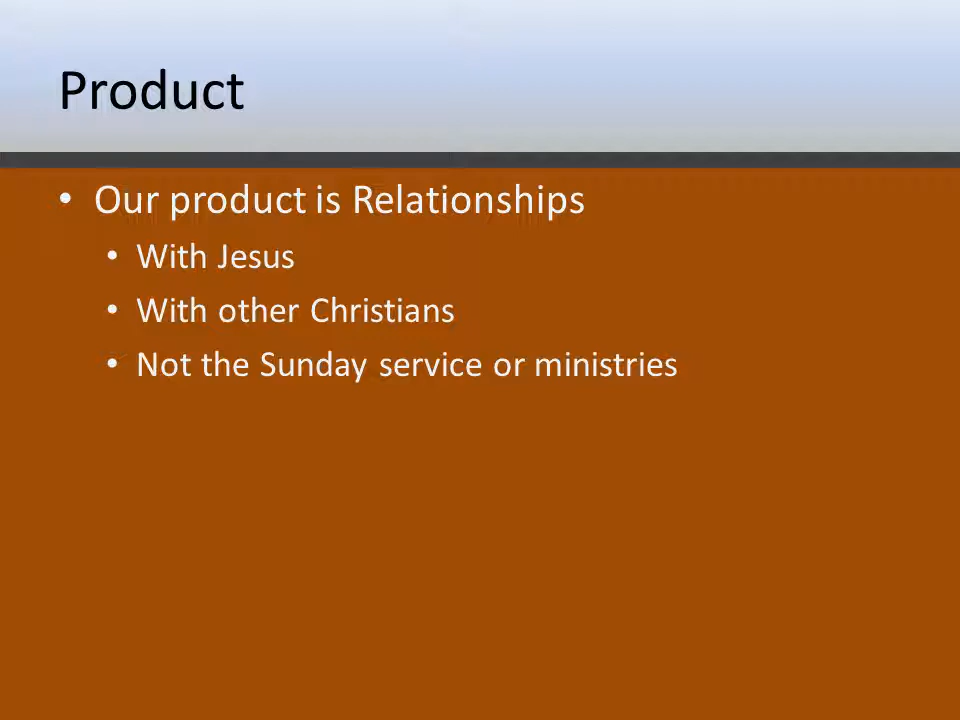 Product
• Our product is Relationships
• With Jesus
• With other Christians
• Not the Sunday service or ministries